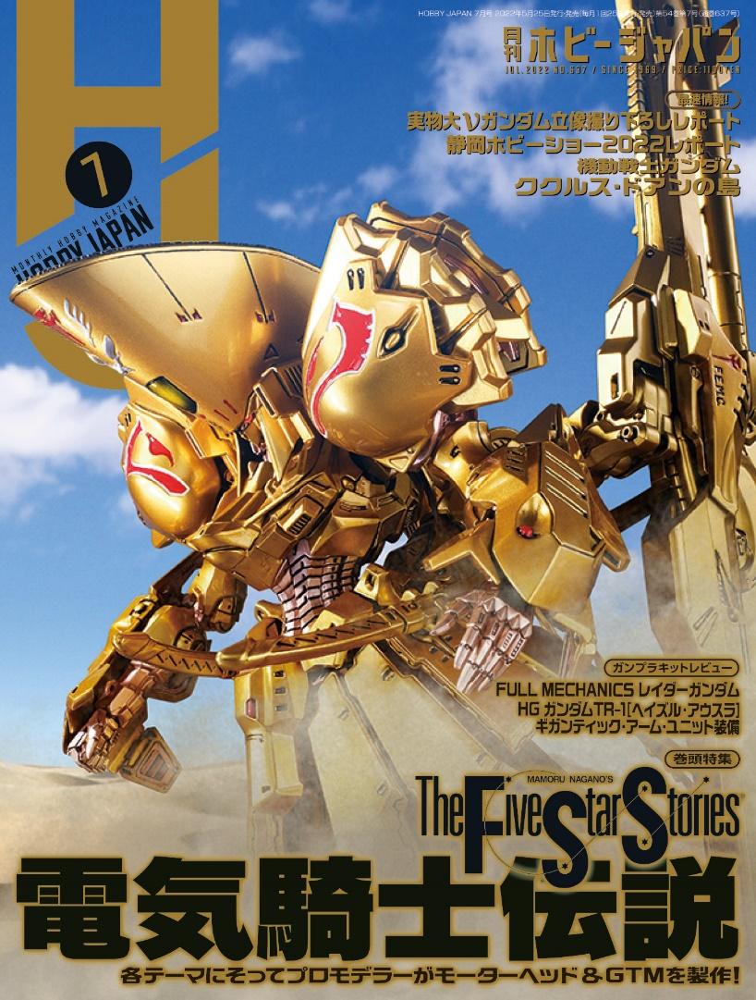 HOBBY JAPAN 7月号 2022年5月25日発行・発売(毎月1回25日発行・発売)第54巻第7号(通巻637号)
月刊ホビージャパン
JUL.2022 NO.637 / SINCE 1969 / PRICE:1100YEN
HJ
7
MONTHLY HOBBY MAGAZINE
HOBBY JAPAN
最速情報!
実物大νガンダム立像撮り下ろしレポート
静岡ホビーショー2022レポート
機動戦士ガンダム
ククルス・ドアンの島
FEMC
ガンプラキットレビュー
FULL MECHANICS レイダーガンダム
HG ガンダムTR-1[ヘイズル・アウスラ]
ギガンティック・アーム・ユニット装備
巻頭特集
MAMORU NAGANO'S
The Five Star Stories
電気騎士伝説
各テーマにそってプロモデラーがモーターヘッド&GTMを製作!